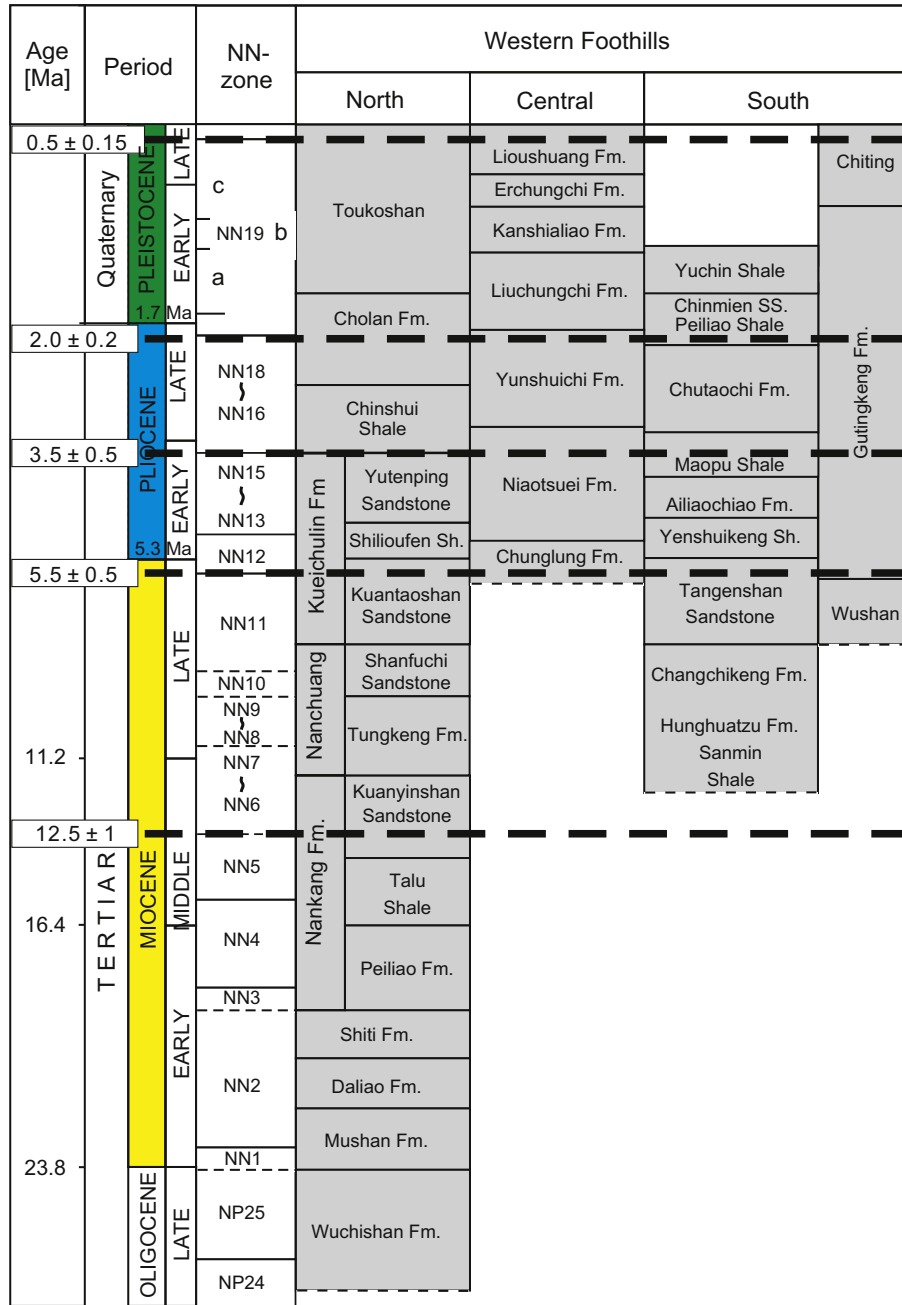 Age
[Ma]
Period
NN-
zone
Western Foothills
North
Central
South
0.5 ± 0.15
2.0 ± 0.2
3.5 ± 0.5
5.5 ± 0.5
11.2
12.5 ± 1
16.4
23.8
Quaternary
TERTIAR
PLEISTOCENE
1.7 Ma
PLIOCENE
5.3 Ma
MIOCENE
OLIGOCENE
LATE
EARLY
LATE
EARLY
LATE
MIDDLE
EARLY
LATE
c
NN19 b
a
NN18
NN16
NN15
NN13
NN12
NN11
NN10
NN9
NN8
NN7
NN6
NN5
NN4
NN3
NN2
NN1
NP25
NP24
Toukoshan
Cholan Fm.
Chinshui
Shale
Kueichulin Fm
Yutenping
Sandstone
Shilioufen Sh.
Kuantaoshan
Sandstone
Nanchuang
Shanfuchi
Sandstone
Tungkeng Fm.
Nankang Fm.
Kuanyinshan
Sandstone
Talu
Shale
Peiliao Fm.
Shiti Fm.
Daliao Fm.
Mushan Fm.
Wuchishan Fm.
Lioushuang Fm.
Erchungchi Fm.
Kanshialiao Fm.
Liuchungchi Fm.
Yunshuichi Fm.
Niaotsuei Fm.
Chunglung Fm.
Yuchin Shale
Chinmien SS.
Peiliao Shale
Chutaochi Fm.
Maopu Shale
Ailiaochiao Fm.
Yenshuikeng Sh.
Tangenshan
Sandstone
Changchikeng Fm.
Hunghuatzu Fm.
Sanmin
Shale
Chiting
Gutingkeng Fm.
Wushan